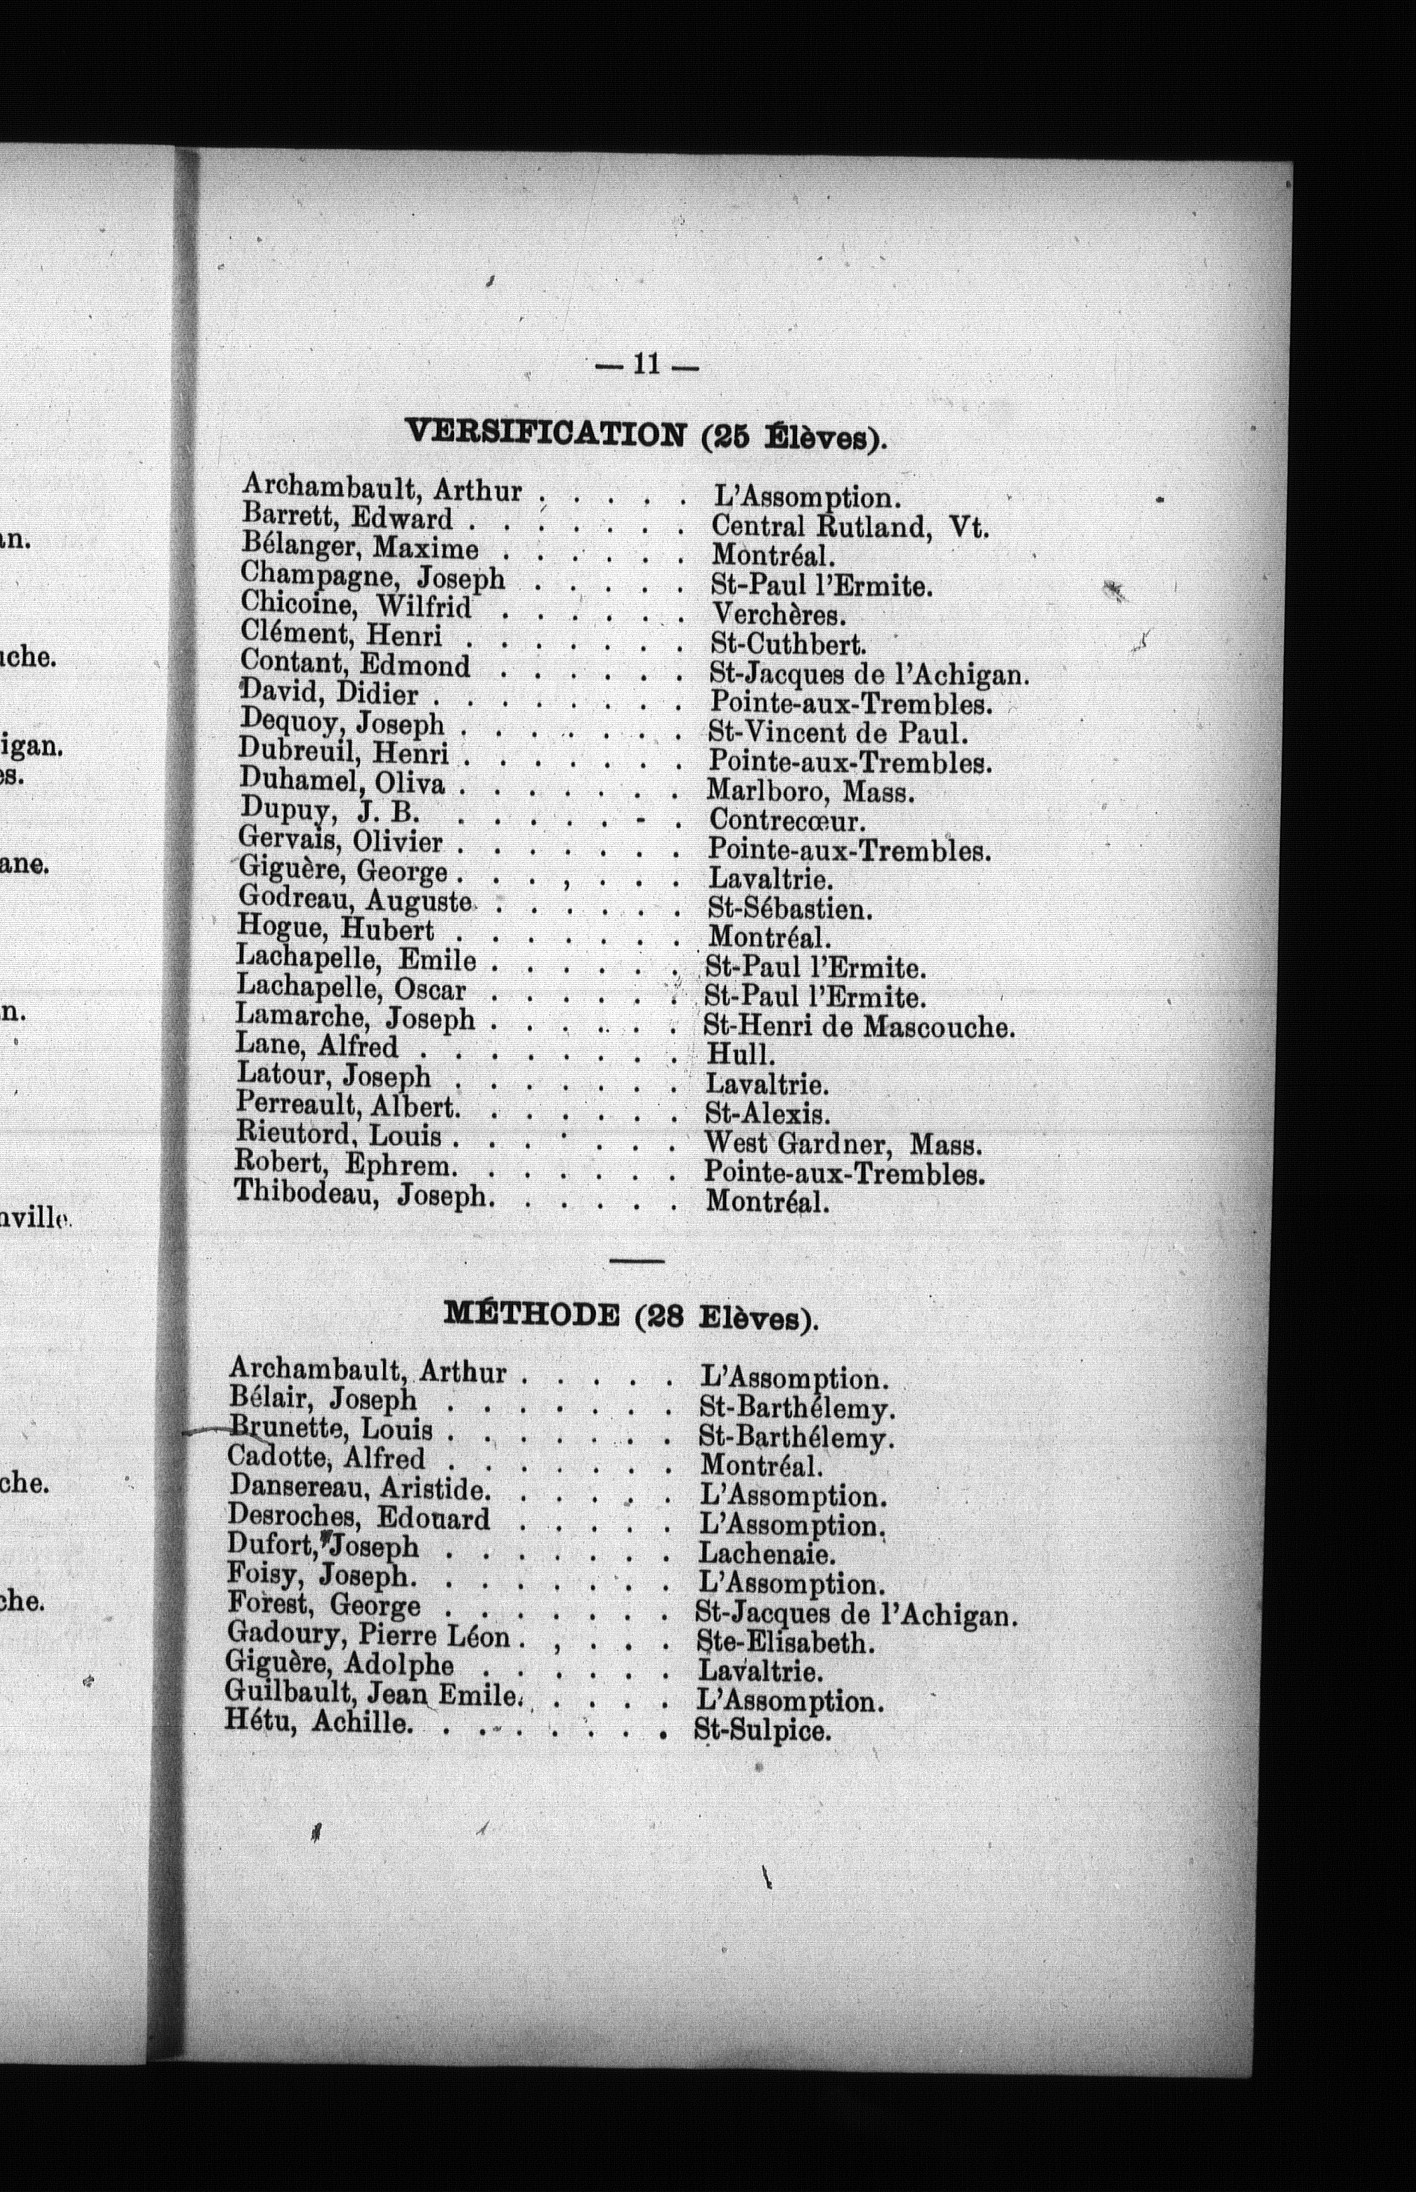 — 11 —
VERSIFICATION (25 Élèves).
Archambault, Arthur . . . . . L'Assomption.
Barrett, Edward . . . . . . . Central Rutland, Vt.
Bélanger, Maxime . . . . . . Montréal.
Champagne, Joseph . . . . . St-Paul l'Ermite.
Chicoine, Wilfrid . . . . . . Verchères.
Clément, Henri . . . . . . . St-Cuthbert.
Contant, Edmond . . . . . . St-Jacques de l'Achigan.
David, Didier . . . . . . . . Pointe-aux-Trembles.
Dequoy, Joseph . . . . . . . St-Vincent de Paul.
Dubreuil, Henri . . . . . . . Pointe-aux-Trembles.
Duhamel, Oliva . . . . . . . Marlboro, Mass.
Dupuy, J. B. . . . . . - . Contrecœur.
Gervais, Olivier . . . . . . . Pointe-aux-Trembles.
Giguère, George . . . , . . . Lavaltrie.
Godreau, Auguste . . . . . . St-Sébastien.
Hogue, Hubert . . . . . . . Montréal.
Lachapelle, Emile . . . . . . St-Paul l'Ermite.
Lachapelle, Oscar . . . . . . St-Paul l'Ermite.
Lamarche, Joseph . . . . . . St-Henri de Mascouche.
Lane, Alfred . . . . . . . . Hull.
Latour, Joseph . . . . . . . Lavaltrie.
Perreault, Albert. . . . . . . St-Alexis.
Rieutord, Louis . . . . . . . West Gardner, Mass.
Robert, Ephrem. . . . . . . Pointe-aux-Trembles.
Thibodeau, Joseph. . . . . . Montréal.
MÉTHODE (28 Elèves).
Archambault, Arthur . . . . . L'Assomption.
Bélair, Joseph . . . . . . . St-Barthélemy.
Brunette, Louis . . . . . . . St-Barthélemy.
Cadotte, Alfred . . . . . . . Montréal.
Dansereau, Aristide. . . . . . L'Assomption.
Desroches, Edouard . . . . . L'Assomption.
Dufort, Joseph . . . . . . . Lachenaie.
Foisy, Joseph. . . . . . . . L'Assomption.
Forest, George . . . . . . . St-Jacques de l'Achigan.
Gadoury, Pierre Léon . , . . . Ste-Elisabeth.
Giguère, Adolphe . . . . . . Lavaltrie.
Guilbault, Jean Emile. . . . . L'Assomption.
Hétu, Achille. . . . . . . . St-Sulpice.